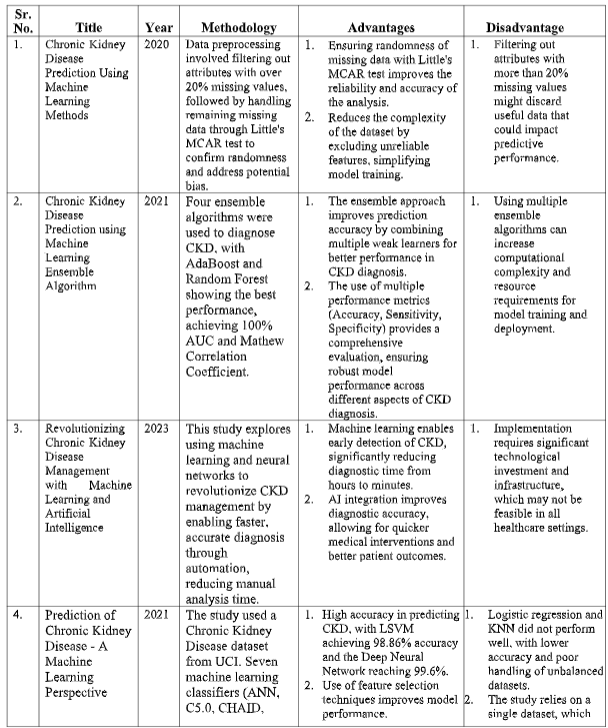 Sr. No. Title Year Methodology Advantages Disadvantage
1. Chronic Kidney Disease Prediction Using Machine Learning Methods
2020
Data preprocessing
involved filtering out
attributes with over
20% missing values,
followed by handling
remaining missing
data through Little's
MCAR test to
confirm randomness
and address potential
bias.
1. Ensuring randomness of
missing data with Little's
MCAR test improves the
reliability and accuracy of
the analysis.
2. Reduces the complexity
of the dataset by
excluding unreliable
features, simplifying
model training.
1. Filtering out
attributes with
more than 20%
missing values
might discard
useful data that
could impact
predictive
performance.
2. Chronic Kidney
Disease
Prediction using
Machine
Learning
Ensemble
Algorithm
2021
Four ensemble
algorithms were
used to diagnose
CKD, with
AdaBoost and
Random Forest
showing the best
performance,
achieving 100%
AUC and Mathew
Correlation
Coefficient.
1. The ensemble approach
improves prediction
accuracy by combining
multiple weak learners for
better performance in
CKD diagnosis.
2. The use of multiple
performance metrics
(Accuracy, Sensitivity,
Specificity) provides a
comprehensive
evaluation, ensuring
robust model
performance across
different aspects of CKD
diagnosis.
1. Using multiple
ensemble
algorithms can
increase
computational
complexity and
resource
requirements for
model training and
deployment.
3. Revolutionizing
Chronic Kidney
Disease
Management
with Machine
Learning and
Artificial
Intelligence
2023
This study explores
using machine
learning and neural
networks to
revolutionize CKD
management by
enabling faster,
accurate diagnosis
through
automation,
reducing manual
analysis time.
1. Machine learning enables
early detection of CKD,
significantly reducing
diagnostic time from
hours to minutes.
2. AI integration improves
diagnostic accuracy,
allowing for quicker
medical interventions and
better patient outcomes.
1. Implementation
requires significant
technological
investment and
infrastructure,
which may not be
feasible in all
healthcare settings.
4. Prediction of
Chronic Kidney
Disease - A
Machine
Learning
Perspective
2021
The study used a
Chronic Kidney
Disease dataset
from UCI. Seven
machine learning
classifiers (ANN,
C5.0, CHAID,
1. High accuracy in predicting
CKD, with LSVM
achieving 98.86% accuracy
and the Deep Neural
Network reaching 99.6%.
2. Use of feature selection
techniques improves model
performance.
1. Logistic regression and
KNN did not perform
well, with lower
accuracy and poor
handling of unbalanced
datasets.
2. The study relies on a
single dataset, which